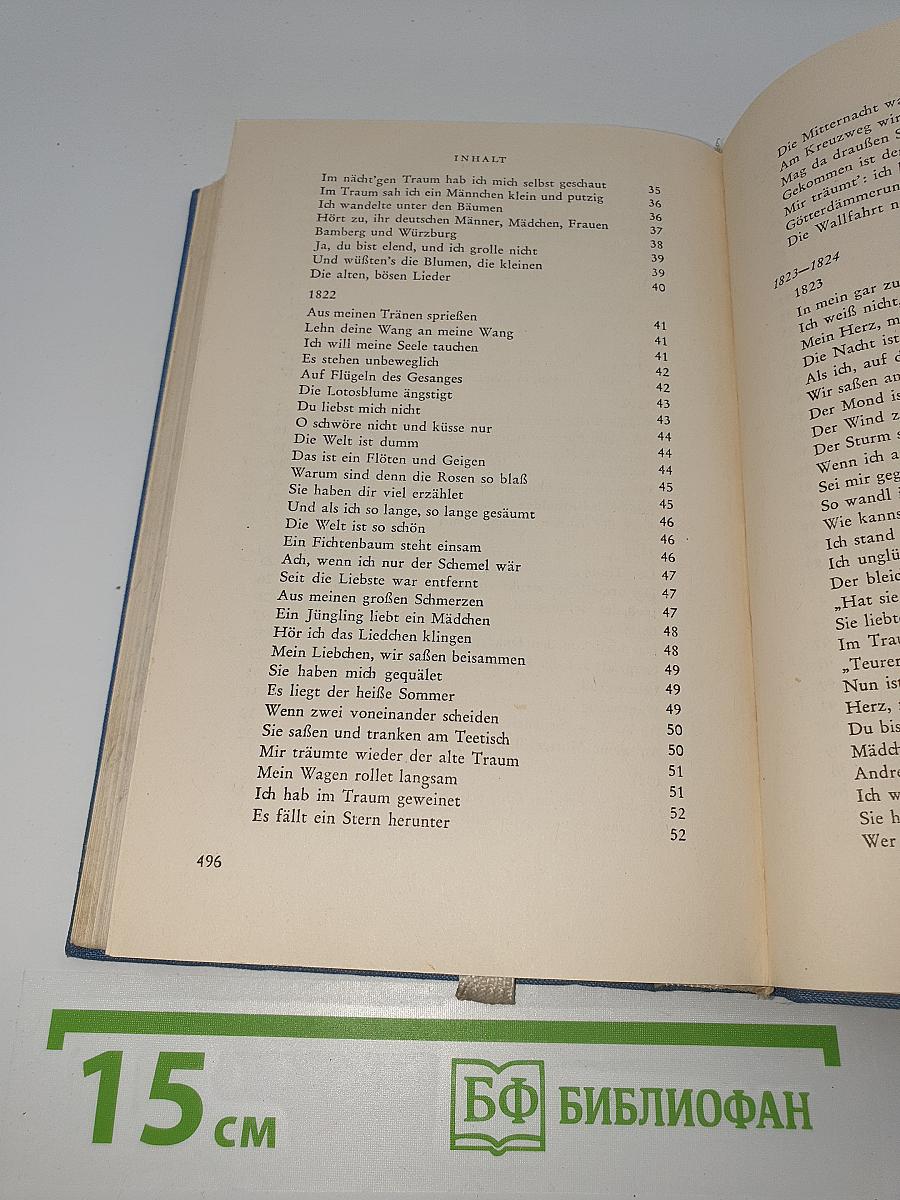 INHALT
Im nächt'gen Traum hab ich mich selbst geschaut 35
Im Traum sah ich ein Männchen klein und putzig 36
Ich wandelte unter den Bäumen 36
Hört zu, ihr deutschen Männer, Mädchen, Frauen 37
Bamberg und Würzburg 38
Ja, du bist elend, und ich grolle nicht 39
Und wüßten's die Blumen, die kleinen 39
Die alten, bösen Lieder 40
1822
Aus meinen Tränen sprießen 41
Lehn deine Wang an meine Wang 41
Ich will meine Seele tauchen 41
Es stehen unbeweglich 42
Auf Flügeln des Gesanges 42
Die Lotosblume ängstigt 43
Du liebst mich nicht 43
O schwöre nicht und küsse nur 44
Die Welt ist dumm 44
Das ist ein Flöten und Geigen 44
Warum sind denn die Rosen so blaß 45
Sie haben dir viel erzählet 45
Und als ich so lange, so lange gesäumt 46
Die Welt ist so schön 46
Ein Fichtenbaum steht einsam 46
Ach, wenn ich nur der Schemel wär 47
Seit die Liebste war entfernt 47
Aus meinen großen Schmerzen 47
Ein Jüngling liebt ein Mädchen 48
Hör ich das Liedchen klingen 48
Mein Liebchen, wir saßen beisammen 49
Sie haben mich gequälet 49
Es liegt der heiße Sommer 49
Wenn zwei voneinander scheiden 50
Sie saßen und tranken am Teetisch 50
Mir träumte wieder der alte Traum 51
Mein Wagen rollet langsam 51
Ich hab im Traum geweinet 52
Es fällt ein Stern herunter 52
496
Die Mitternacht wa
Am Kreuzweg wir
Mag da draußen S
Gekommen ist de
Mir träumt': ich
Götterdämmerun
Die Wallfahrt n
1823—1824
1823
In mein gar zu
Ich weiß nicht,
Mein Herz, m
Die Nacht ist
Als ich, auf d
Wir saßen an
Der Mond is
Der Wind z
Der Sturm s
Wenn ich a
Sei mir geg
So wandl
Wie kanns
Ich stand
Ich unglü
Der bleic
„Hat sie
Sie liebt
Im Trau
„Teurer
Nun ist
Herz,
Du bis
Mädch
Andre
Ich w
Sie h
Wer
15 см
БФ БИБЛИОФАН